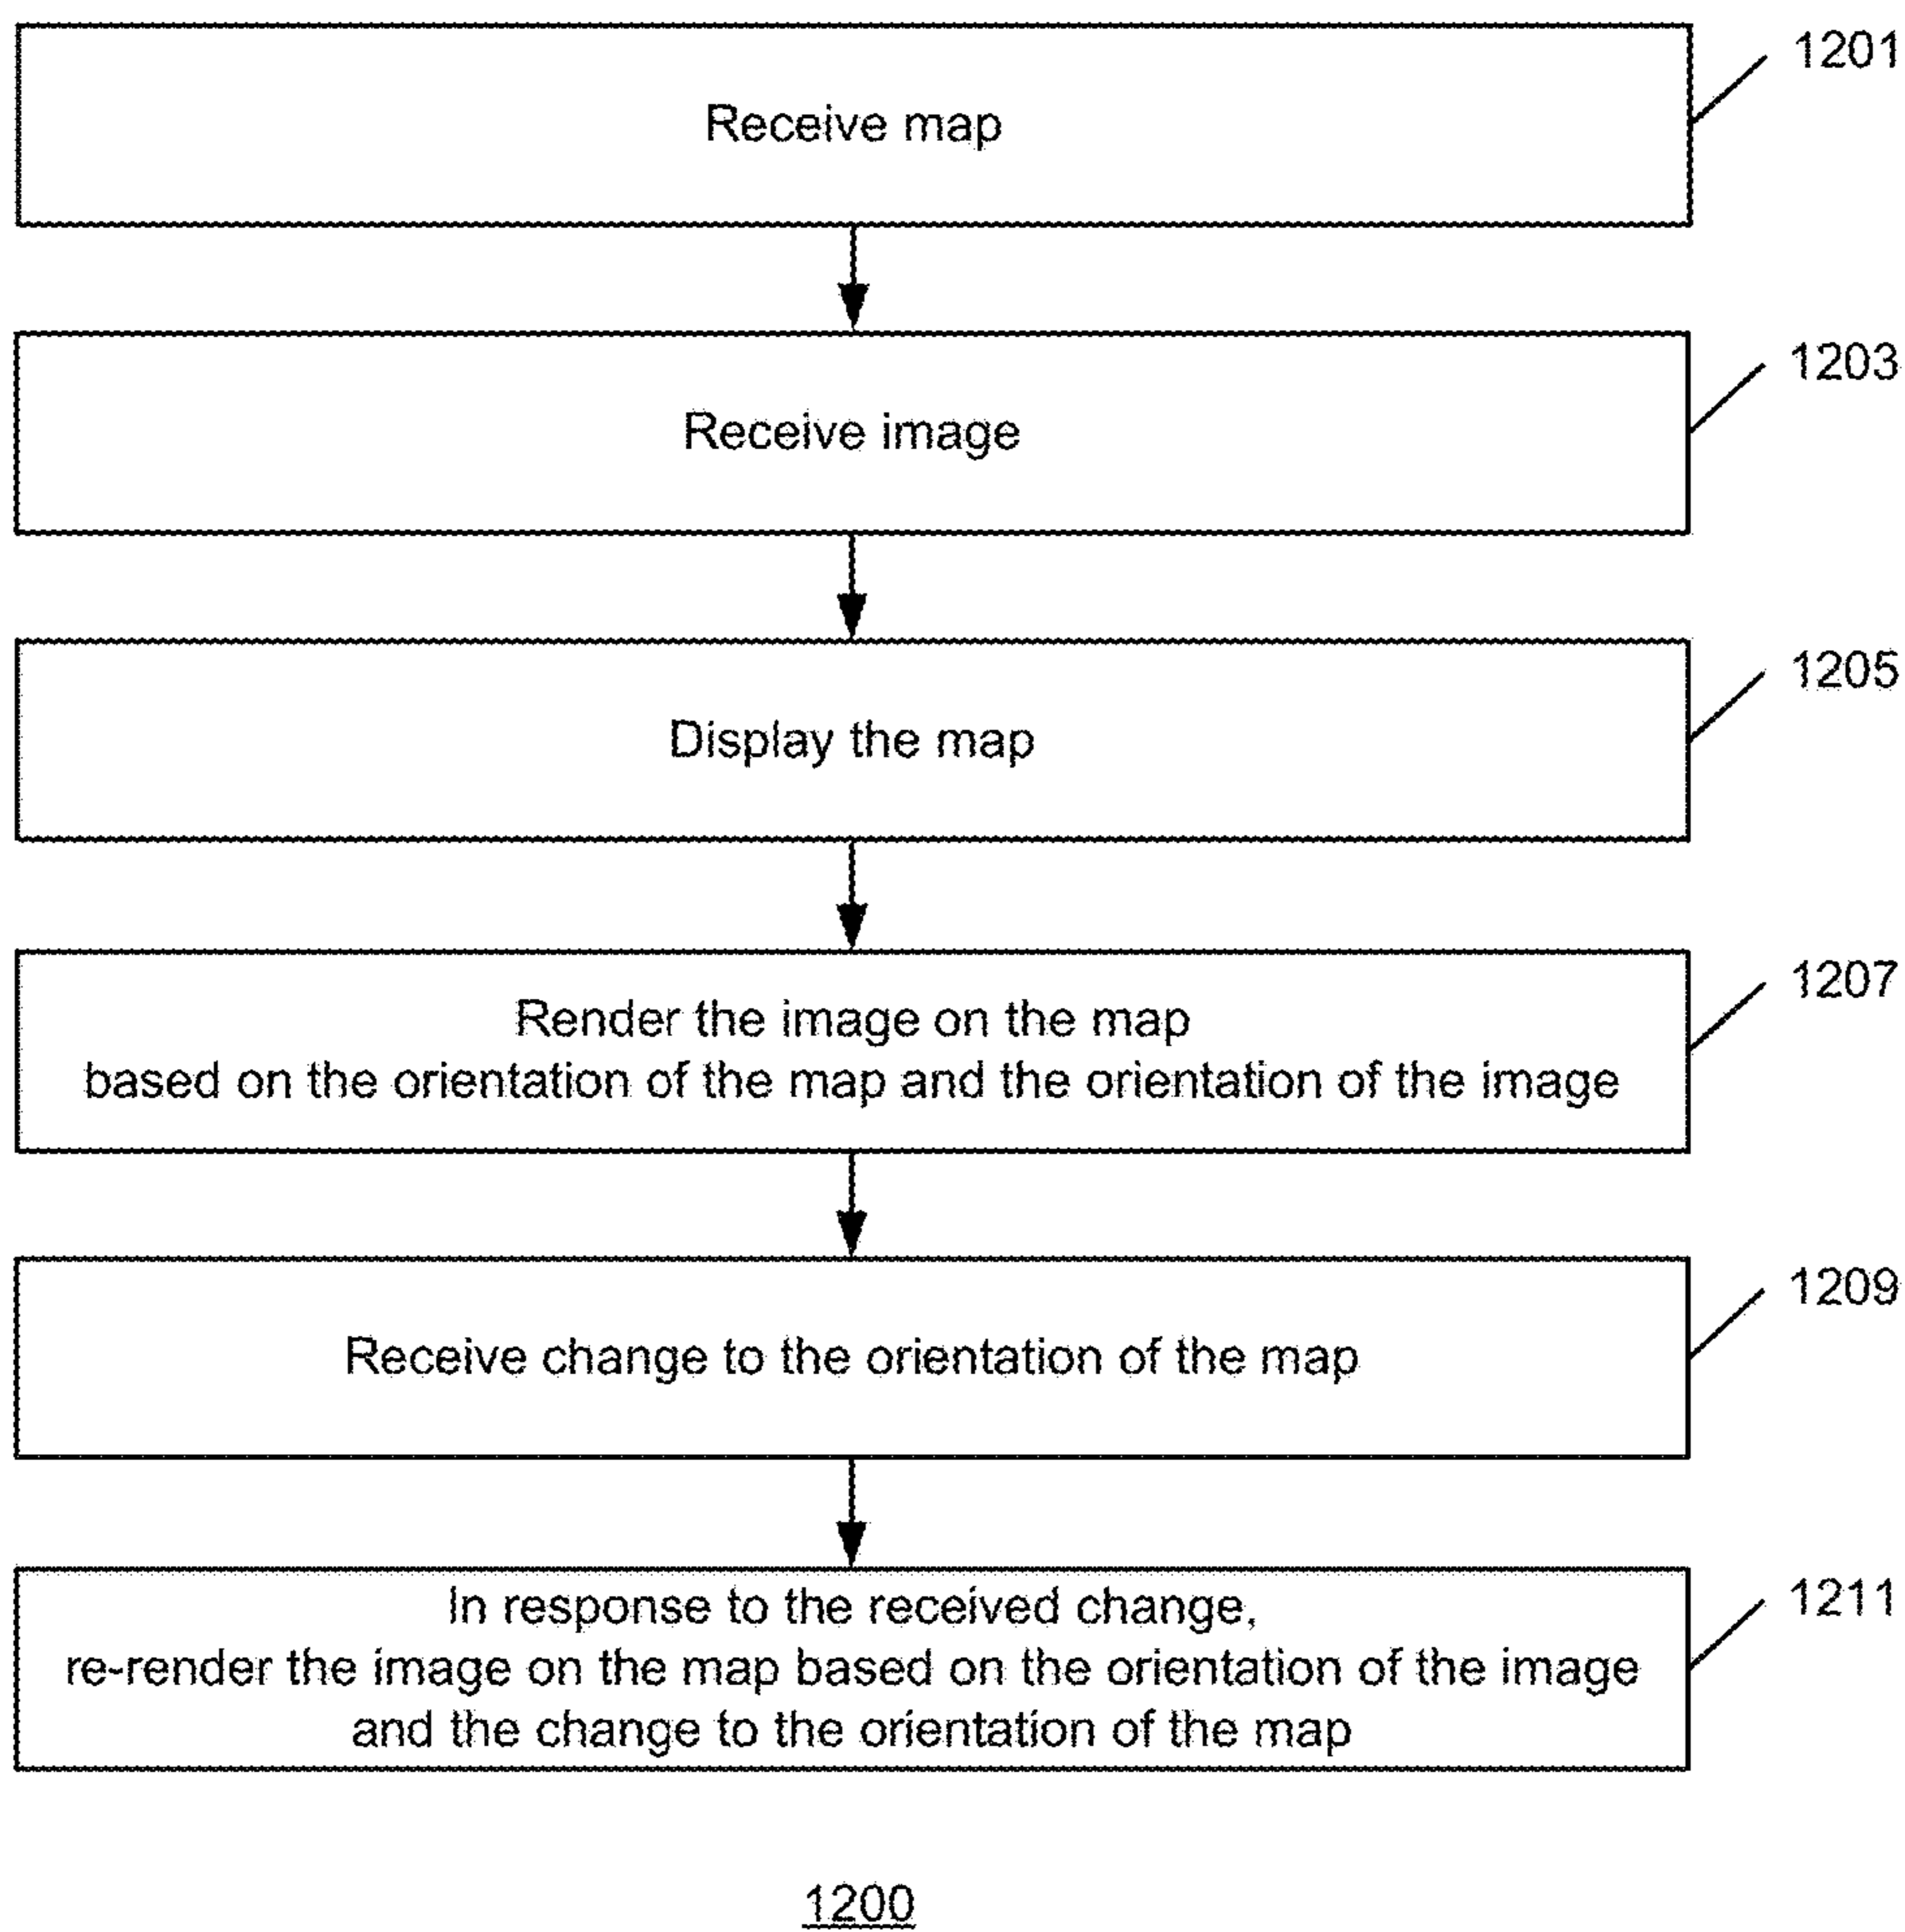 Receive map
1201
Receive image
1203
Display the map
1205
Render the image on the map
based on the orientation of the map and the orientation of the image
1207
Receive change to the orientation of the map
1209
In response to the received change,
re-render the image on the map based on the orientation of the image
and the change to the orientation of the map
1211
1200